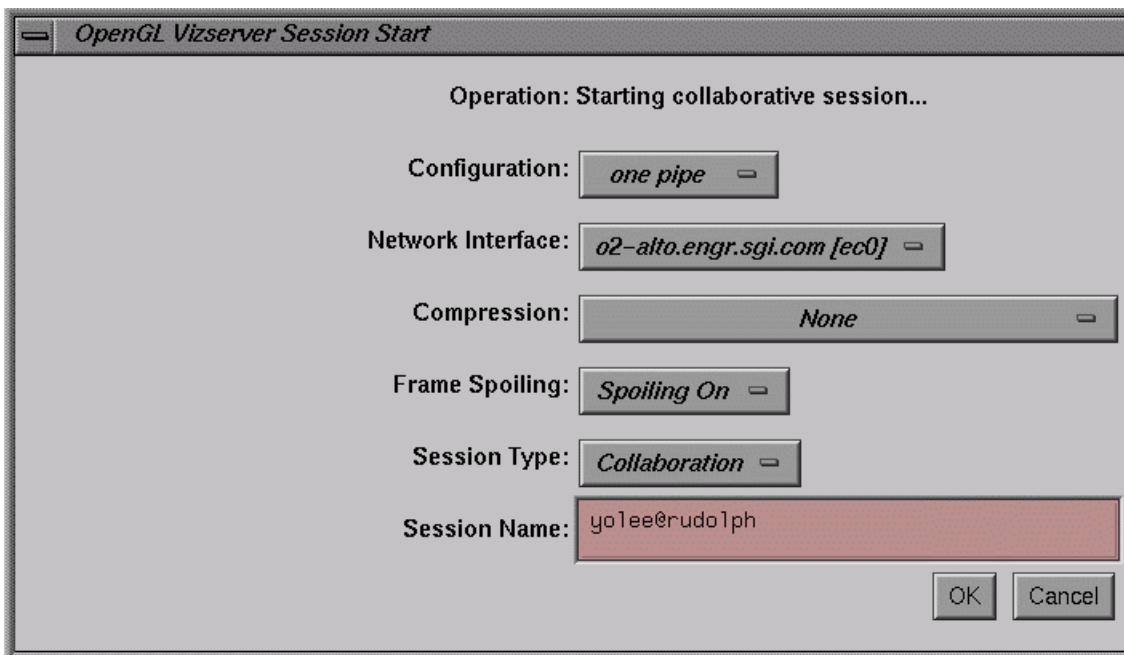 OpenGL Vizserver Session Start
Operation: Starting collaborative session...
Configuration: one pipe
Network Interface: o2-alto.engr.sgi.com [ec0]
Compression: None
Frame Spoiling: Spoiling On
Session Type: Collaboration
Session Name: yolee@rudolph
OK Cancel